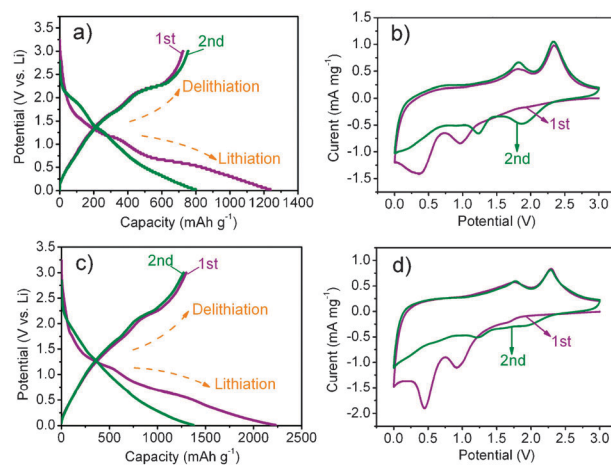 a)
1st
2nd
Delithiation
Lithiation
Potential (V vs. Li)
3.5
3.0
2.5
2.0
1.5
1.0
0.5
0.0
0 200 400 600 800 1000 1200 1400
Capacity (mAh g⁻¹)
b)
1st
2nd
Curent (mA mg⁻¹)
1.5
1.0
0.5
0.0
-0.5
-1.0
-1.5
0.0 0.5 1.0 1.5 2.0 2.5 3.0
Potential (V)
c)
2nd
1st
Delithiation
Lithiation
Potential (V vs. Li)
3.5
3.0
2.5
2.0
1.5
1.0
0.5
0.0
0 500 1000 1500 2000 2500
Capacity (mAh g⁻¹)
d)
1st
2nd
Curent (mA mg⁻¹)
1.0
0.5
0.0
-0.5
-1.0
-1.5
-2.0
0.0 0.5 1.0 1.5 2.0 2.5 3.0
Potential (V)